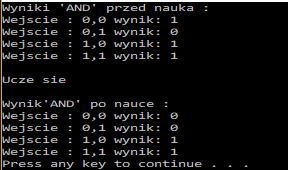 Wyniki 'AND' przed nauka :
Wejscie : 0,0 wynik: 1
Wejscie : 0,1 wynik: 0
Wejscie : 1,0 wynik: 1
Wejscie : 1,1 wynik: 1
Ucze sie
Wynik'AND' po nauce :
Wejscie : 0,0 wynik: 0
Wejscie : 0,1 wynik: 0
Wejscie : 1,0 wynik: 1
Wejscie : 1,1 wynik: 1
Press any key to continue . . .